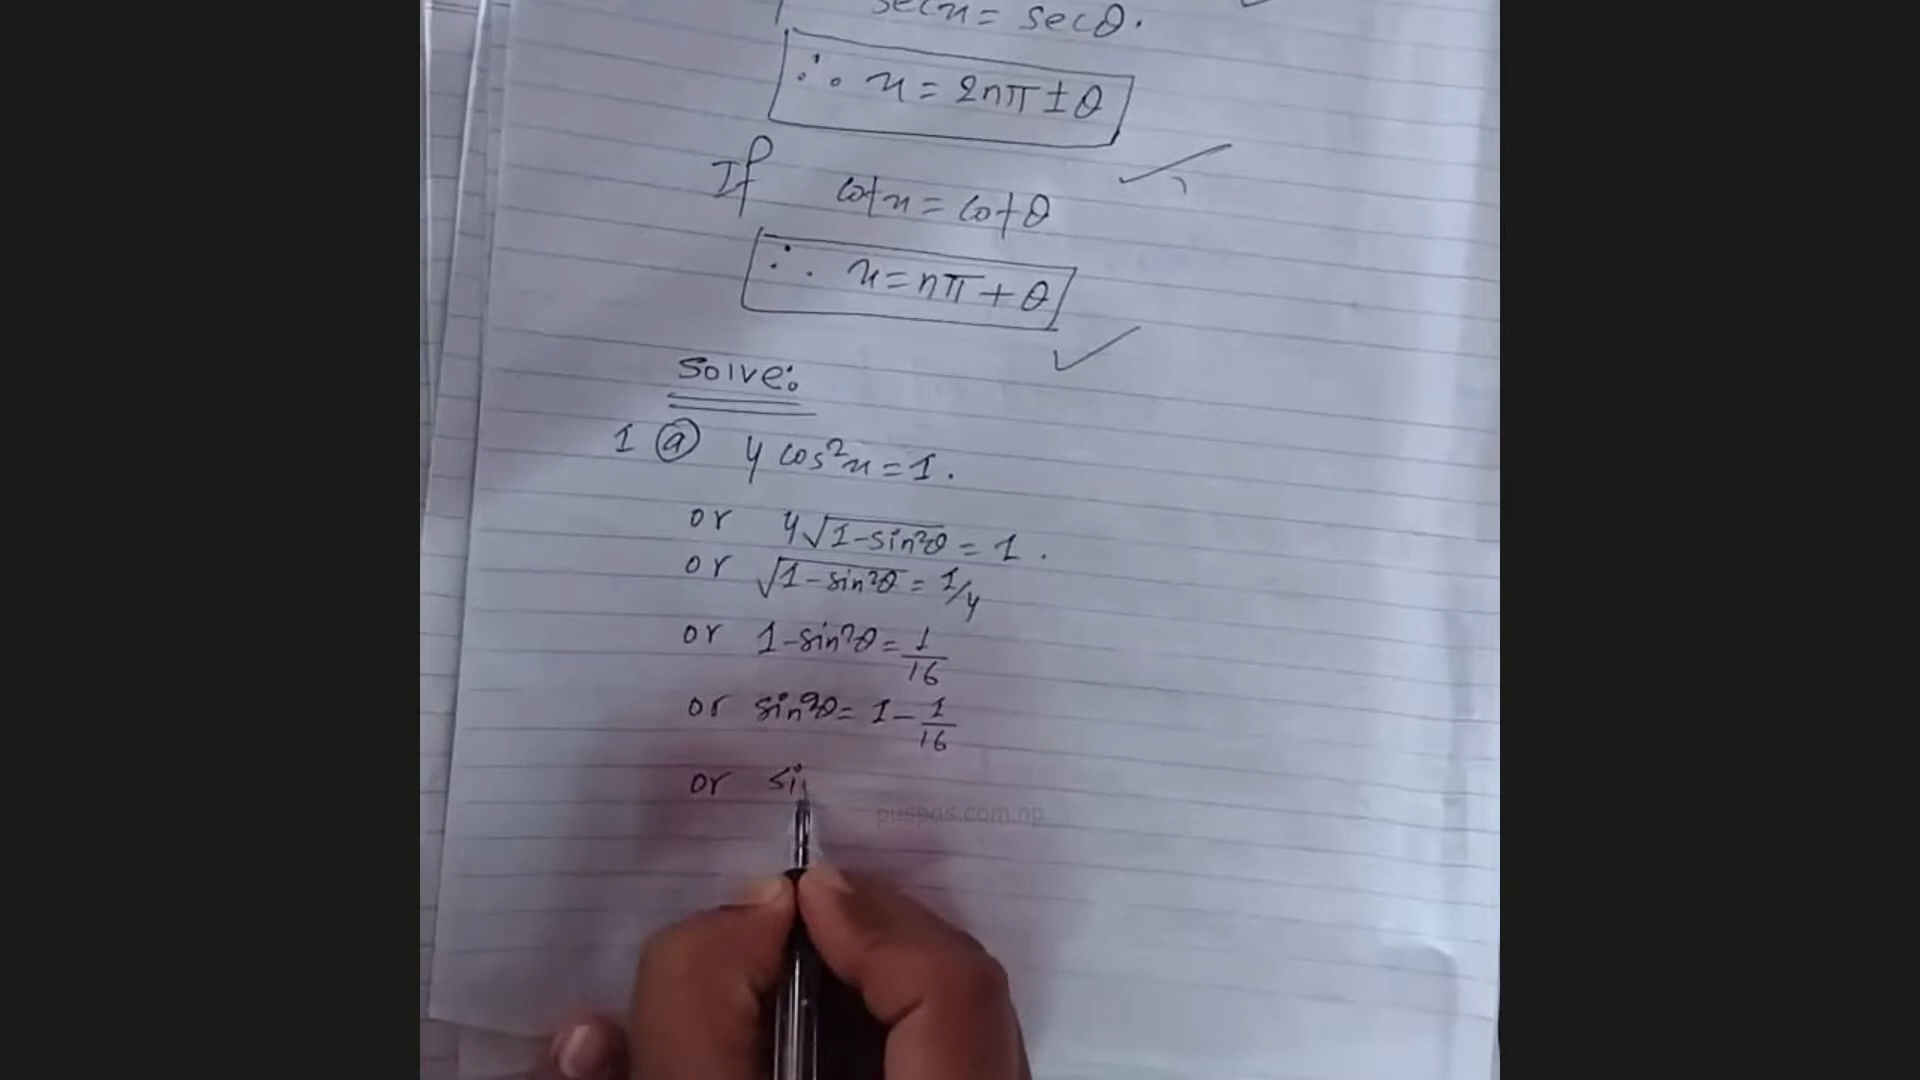 secx = secθ.
∴ x = 2nπ ± θ
If cotx = cotθ
∴ x = nπ + θ
Solve:
1 (a) 4 cos²x = 1.
or 4√1-sin²θ = 1.
or √1-sin²θ = 1/4
or 1-sin²θ = 1/16
or sin²θ = 1 - 1/16
or si
puspas.com.np